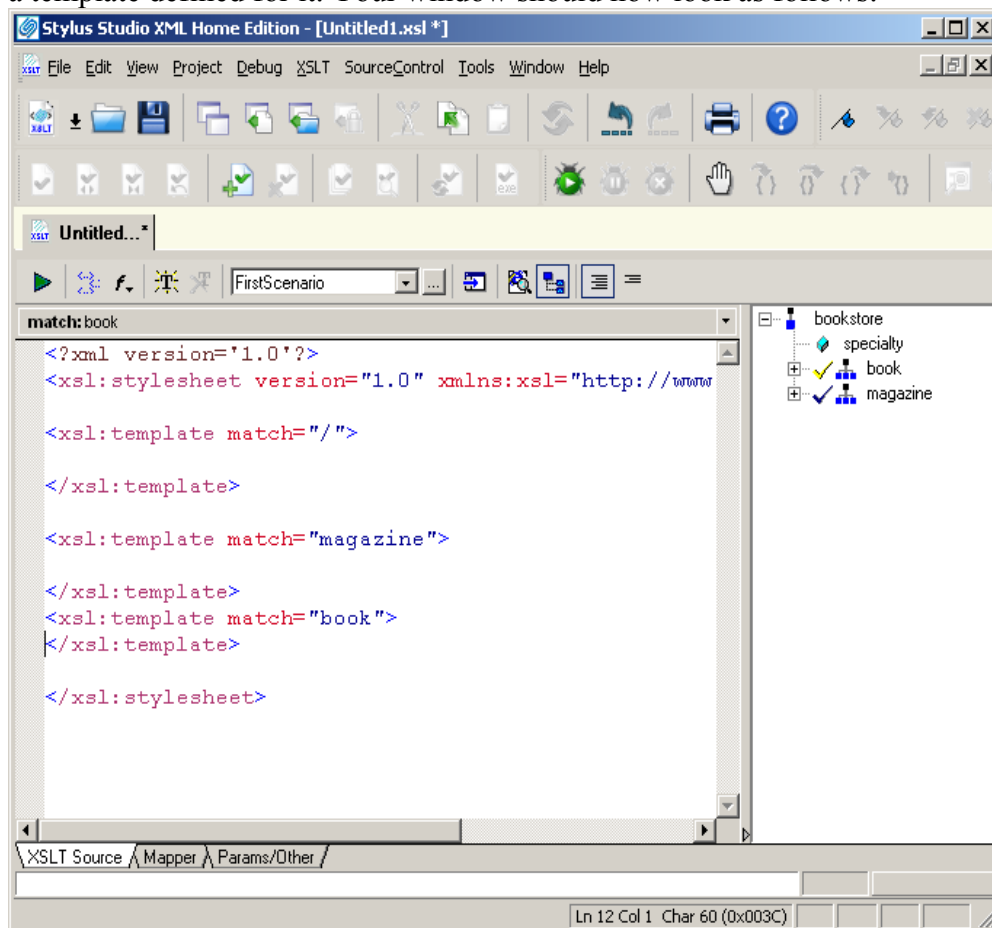 a template defined for it. Your window should now look as follows:
Stylus Studio XML Home Edition - [Untitled1.xsl *]
File Edit View Project Debug XSLT SourceControl Tools Window Help
Untitled...*
FirstScenario
match: book
<?xml version='1.0'?>
<xsl:stylesheet version="1.0" xmlns:xsl="http://www
<xsl:template match="/">
</xsl:template>
<xsl:template match="magazine">
</xsl:template>
<xsl:template match="book">
</xsl:template>
</xsl:stylesheet>
bookstore
specialty
book
magazine
XSLT Source Mapper Params/Other
Ln 12 Col 1 Char 60 (0x003C)